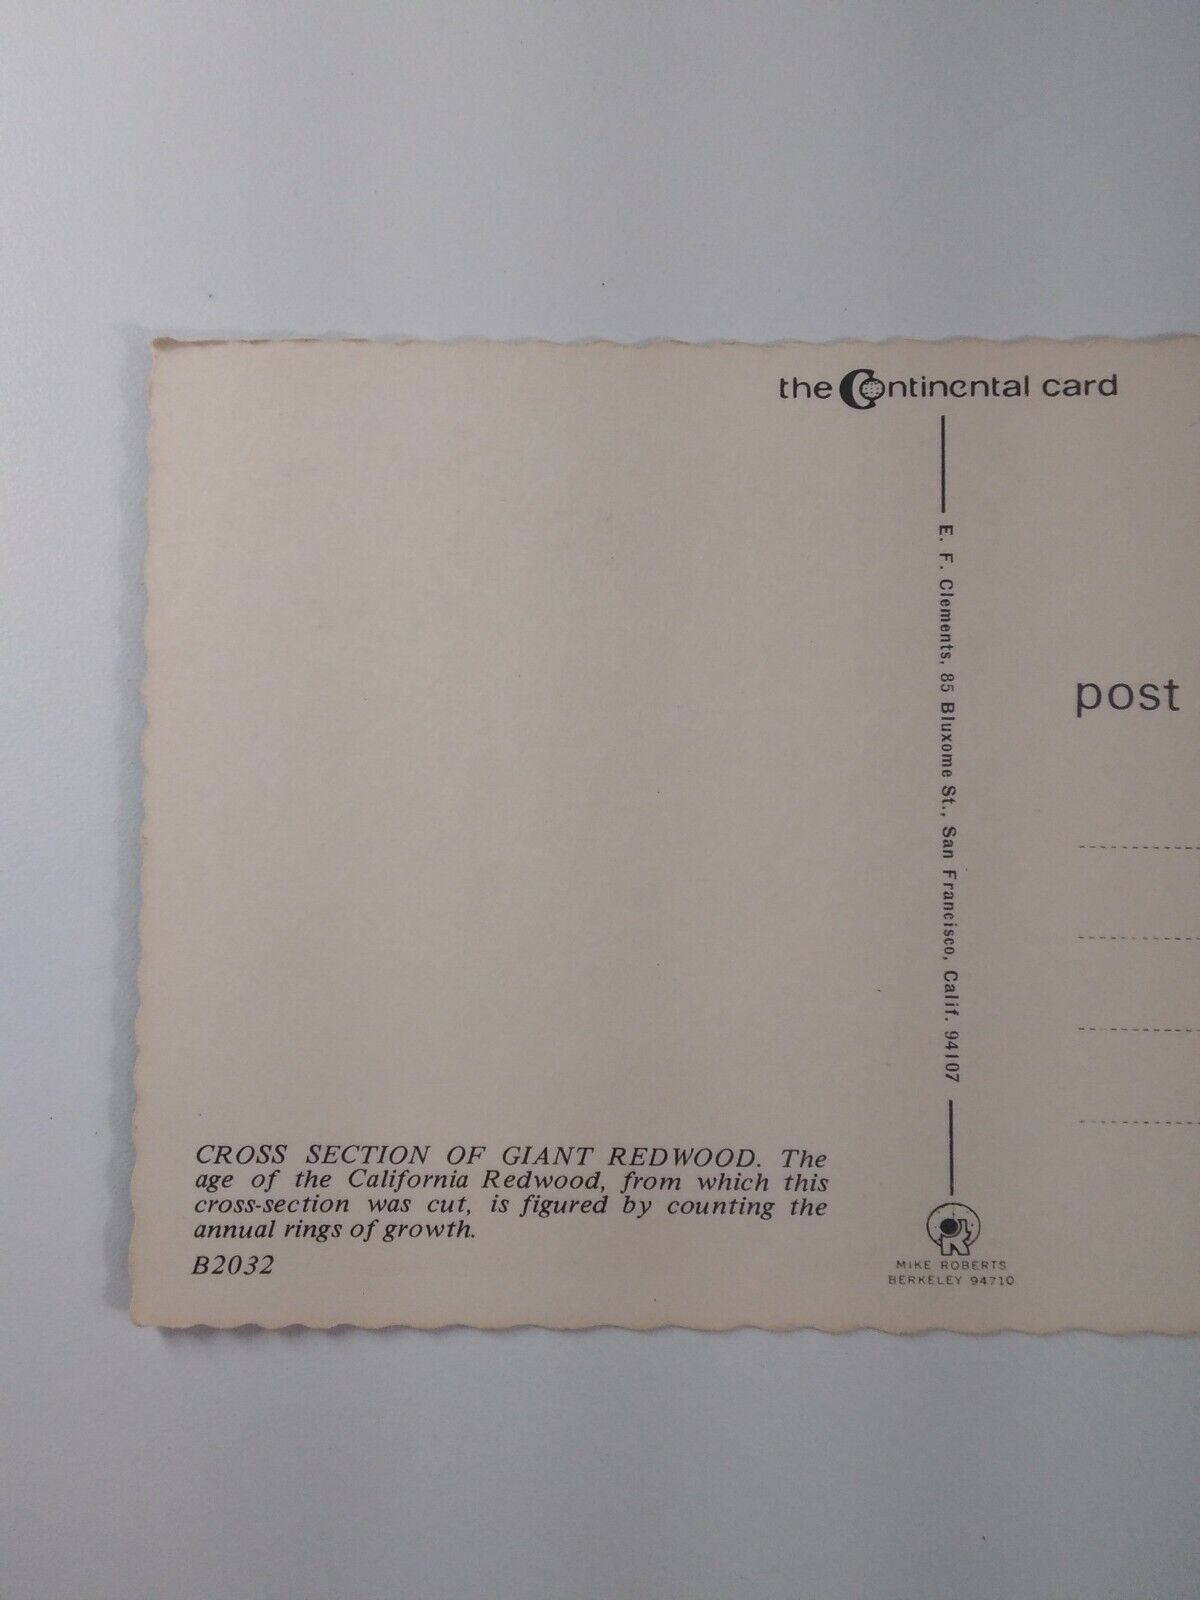 the Continental card
E. F. Clements, 85 Bluxome St., San Francisco, Calif. 94107
post
CROSS SECTION OF GIANT REDWOOD. The
age of the California Redwood, from which this
cross-section was cut, is figured by counting the
annual rings of growth.
B2032
MIKE ROBERTS
BERKELEY 94710